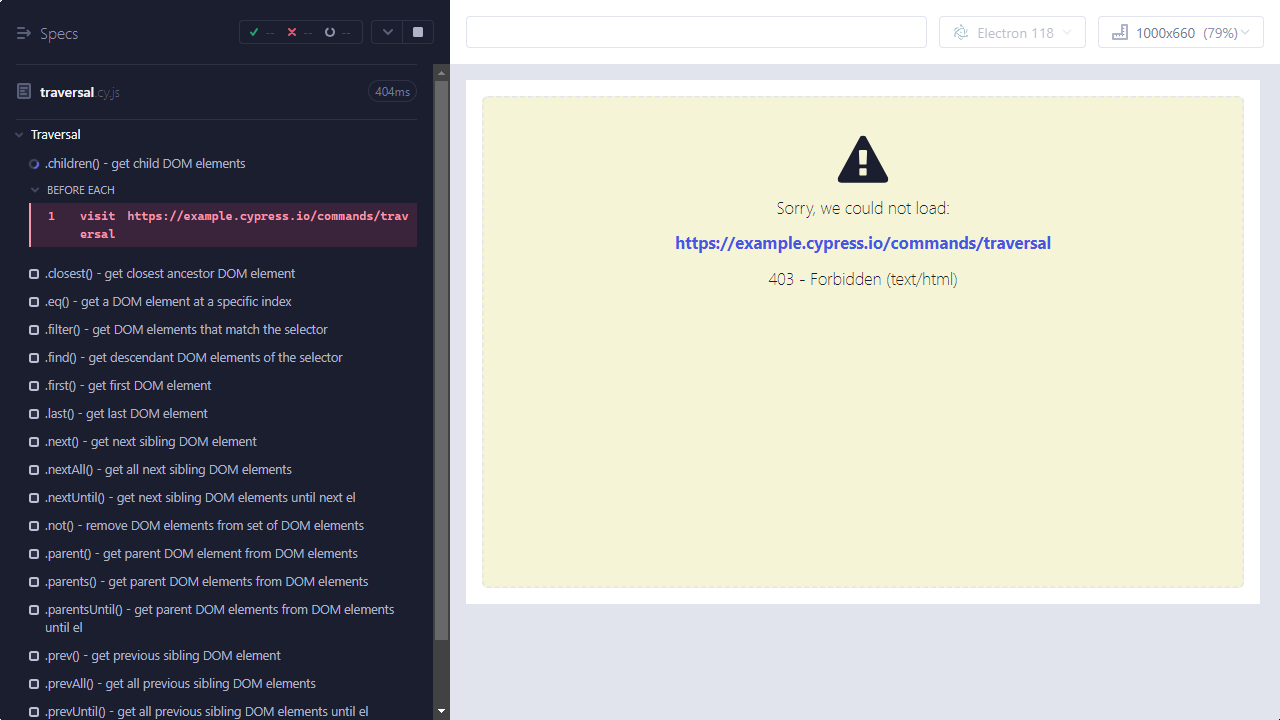 Specs
--
--
--
traversal.cy.js
404ms
Traversal
.children() - get child DOM elements
BEFORE EACH
1 visit https://example.cypress.io/commands/trav
ersal
.closest() - get closest ancestor DOM element
.eq() - get a DOM element at a specific index
.filter() - get DOM elements that match the selector
.find() - get descendant DOM elements of the selector
.first() - get first DOM element
.last() - get last DOM element
.next() - get next sibling DOM element
.nextAll() - get all next sibling DOM elements
.nextUntil() - get next sibling DOM elements until next el
.not() - remove DOM elements from set of DOM elements
.parent() - get parent DOM element from DOM elements
.parents() - get parent DOM elements from DOM elements
.parentsUntil() - get parent DOM elements from DOM elements
until el
.prev() - get previous sibling DOM element
.prevAll() - get all previous sibling DOM elements
.prevUntil() - get all previous sibling DOM elements until el
Electron 118
1000x660 (79%)
Sorry, we could not load:
https://example.cypress.io/commands/traversal
403 - Forbidden (text/html)